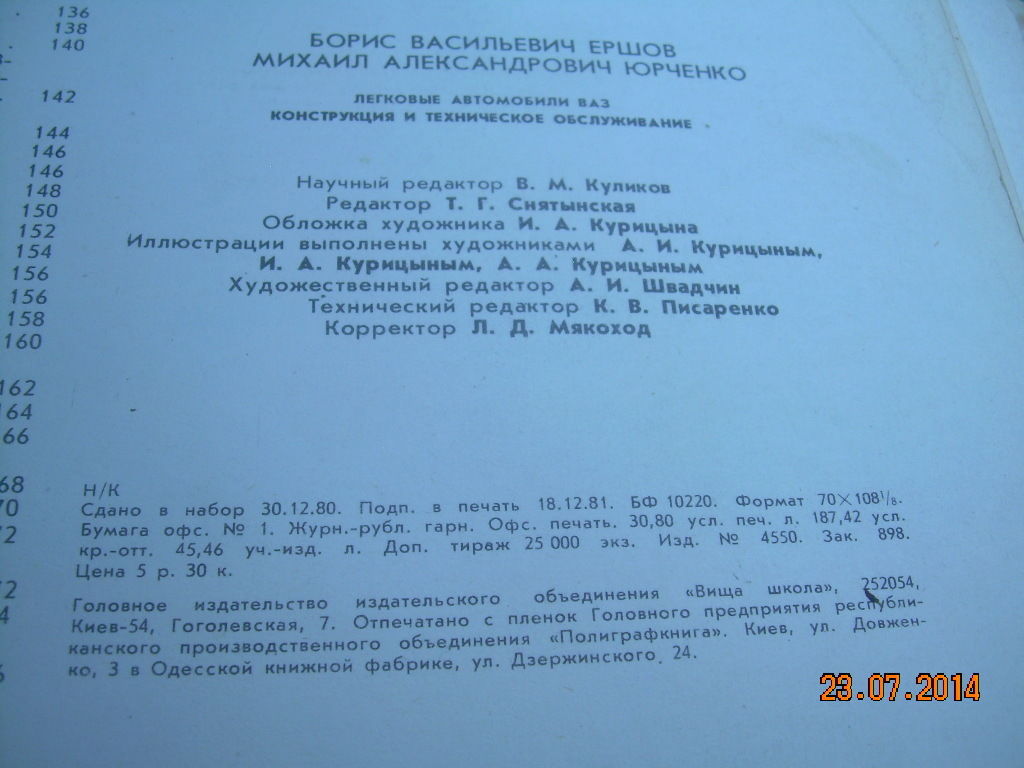 136
138
140
142
144
146
146
148
150
152
154
156
156
158
160
162
164
66
68
70
72
72
4
6
БОРИС ВАСИЛЬЕВИЧ ЕРШОВ
МИХАИЛ АЛЕКСАНДРОВИЧ ЮРЧЕНКО
ЛЕГКОВЫЕ АВТОМОБИЛИ ВАЗ
КОНСТРУКЦИЯ И ТЕХНИЧЕСКОЕ ОБСЛУЖИВАНИЕ
Научный редактор В. М. Куликов
Редактор Т. Г. Снятынская
Обложка художника И. А. Курицына
Иллюстрации выполнены художниками А. И. Курицыным,
И. А. Курицыным, А. А. Курицыным
Художественный редактор А. И. Швадчин
Технический редактор К. В. Писаренко
Корректор Л. Д. Мякоход
Н/К
Сдано в набор 30.12.80. Подп. в печать 18.12.81. БФ 10220. Формат 70×108¹/₈.
Бумага офс. № 1. Журн.-рубл. гарн. Офс. печать. 30,80 усл. печ. л. 187,42 усл.
кр.-отт. 45,46 уч.-изд. л. Доп. тираж 25 000 экз. Изд. № 4550. Зак. 898.
Цена 5 р. 30 к.
Головное издательство издательского объединения «Вища школа», 252054,
Киев-54, Гоголевская, 7. Отпечатано с пленок Головного предприятия республи-
канского производственного объединения «Полиграфкнига». Киев, ул. Довжен-
ко, 3 в Одесской книжной фабрике, ул. Дзержинского, 24.
23.07.2014